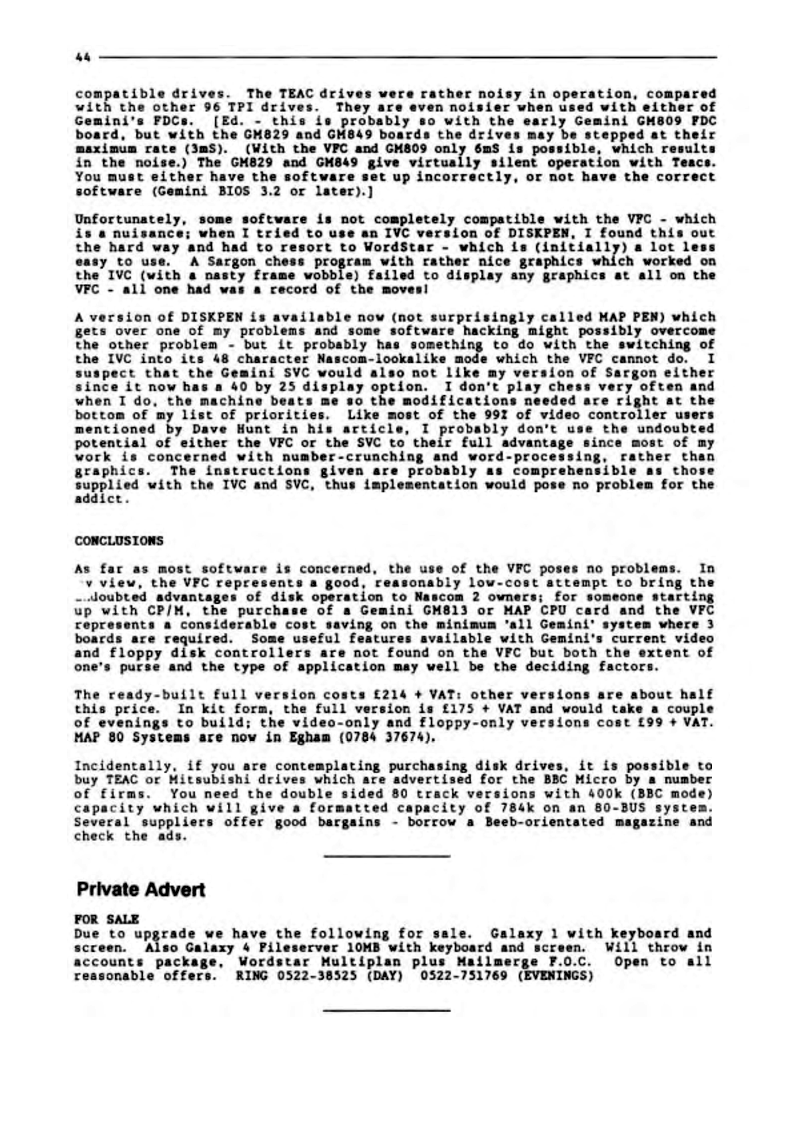 44
compatible drives. The TEAC drives were rather noisy in operation, compared
with the other 96 TPI drives. They are even noisier when used with either of
Gemini's FDCs. [Ed. - this is probably so with the early Gemini GM809 FDC
board, but with the GM829 and GM849 boards the drives may be stepped at their
maximum rate (3mS). (With the VFC and GM809 only 6mS is possible, which results
in the noise.) The GM829 and GM849 give virtually silent operation with Teacs.
You must either have the software set up incorrectly, or not have the correct
software (Gemini BIOS 3.2 or later).]
Unfortunately, some software is not completely compatible with the VFC - which
is a nuisance; when I tried to use an IVC version of DISKPEN, I found this out
the hard way and had to resort to WordStar - which is (initially) a lot less
easy to use. A Sargon chess program with rather nice graphics which worked on
the IVC (with a nasty frame wobble) failed to display any graphics at all on the
VFC - all one had was a record of the moves!
A version of DISKPEN is available now (not surprisingly called MAP PEN) which
gets over one of my problems and some software hacking might possibly overcome
the other problem - but it probably has something to do with the switching of
the IVC into its 48 character Nascom-lookalike mode which the VFC cannot do. I
suspect that the Gemini SVC would also not like my version of Sargon either
since it now has a 40 by 25 display option. I don't play chess very often and
when I do, the machine beats me so the modifications needed are right at the
bottom of my list of priorities. Like most of the 99% of video controller users
mentioned by Dave Hunt in his article, I probably don't use the undoubted
potential of either the VFC or the SVC to their full advantage since most of my
work is concerned with number-crunching and word-processing, rather than
graphics. The instructions given are probably as comprehensible as those
supplied with the IVC and SVC, thus implementation would pose no problem for the
addict.
CONCLUSIONS
As far as most software is concerned, the use of the VFC poses no problems. In
view, the VFC represents a good, reasonably low-cost attempt to bring the
doubted advantages of disk operation to Nascom 2 owners; for someone starting
up with CP/M, the purchase of a Gemini GM813 or MAP CPU card and the VFC
represents a considerable cost saving on the minimum 'all Gemini' system where 3
boards are required. Some useful features available with Gemini's current video
and floppy disk controllers are not found on the VFC but both the extent of
one's purse and the type of application may well be the deciding factors.
The ready-built full version costs £214 + VAT: other versions are about half
this price. In kit form, the full version is £175 + VAT and would take a couple
of evenings to build; the video-only and floppy-only versions cost £99 + VAT.
MAP 80 Systems are now in Egham (0784 37674).
Incidentally, if you are contemplating purchasing disk drives, it is possible to
buy TEAC or Mitsubishi drives which are advertised for the BBC Micro by a number
of firms. You need the double sided 80 track versions with 400k (BBC mode)
capacity which will give a formatted capacity of 784k on an 80-BUS system.
Several suppliers offer good bargains - borrow a Beeb-orientated magazine and
check the ads.
Private Advert
FOR SALE
Due to upgrade we have the following for sale. Galaxy 1 with keyboard and
screen. Also Galaxy 4 Fileserver 10MB with keyboard and screen. Will throw in
accounts package, Wordstar Multiplan plus Mailmerge F.O.C. Open to all
reasonable offers. RING 0522-38525 (DAY) 0522-751769 (EVENINGS)